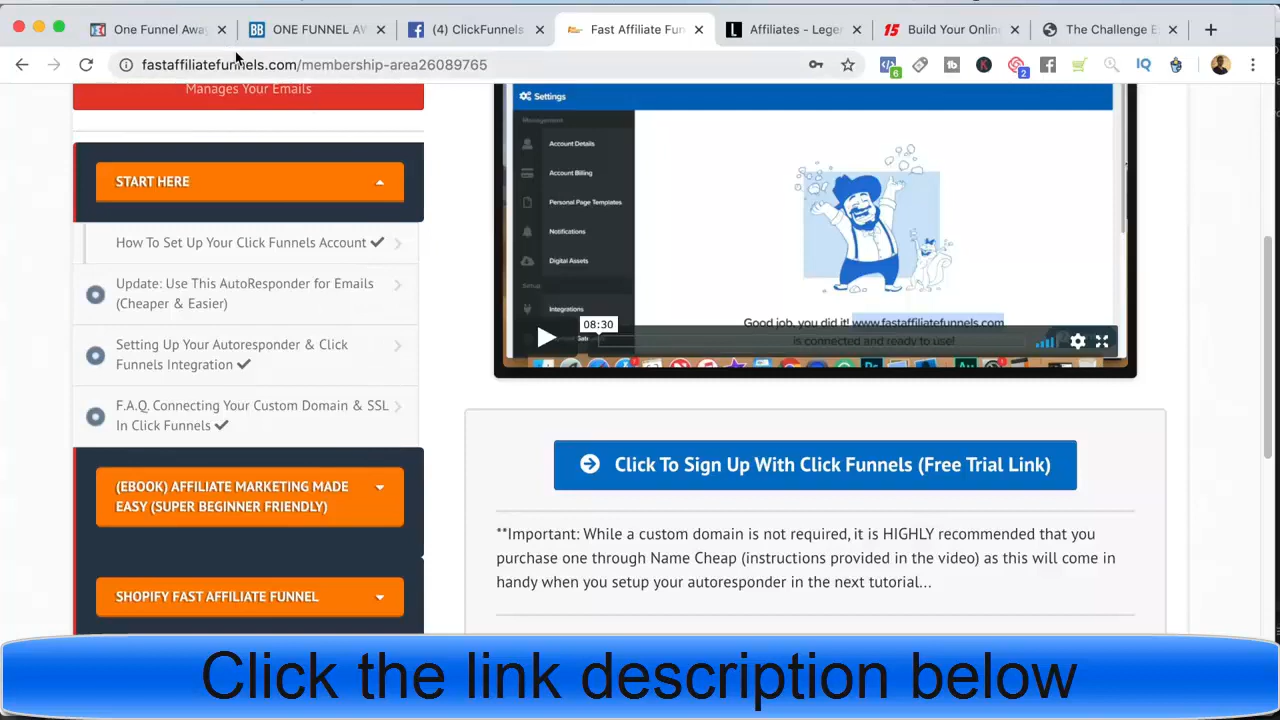 One Funnel Away
ONE FUNNEL AW
(4) ClickFunnels
Fast Affiliate Fun
Affiliates - Leger
Build Your Onlin
The Challenge E
fastaffiliatefunnels.com/membership-area26089765
6
2
IQ
Manages Your Emails
START HERE
How To Set Up Your Click Funnels Account
Update: Use This AutoResponder for Emails
(Cheaper & Easier)
Setting Up Your Autoresponder & Click
Funnels Integration
F.A.Q. Connecting Your Custom Domain & SSL
In Click Funnels
(EBOOK) AFFILIATE MARKETING MADE
EASY (SUPER BEGINNER FRIENDLY)
SHOPIFY FAST AFFILIATE FUNNEL
Settings
Management
Account Details
Account Billing
Personal Page Templates
Notifications
Digital Assets
Setup
Integrations
08:30
Good job, you did it! www.fastaffiliatefunnels.com
is connected and ready to use!
Click To Sign Up With Click Funnels (Free Trial Link)
**Important: While a custom domain is not required, it is HIGHLY recommended that you
purchase one through Name Cheap (instructions provided in the video) as this will come in
handy when you setup your autoresponder in the next tutorial...
Click the link description below